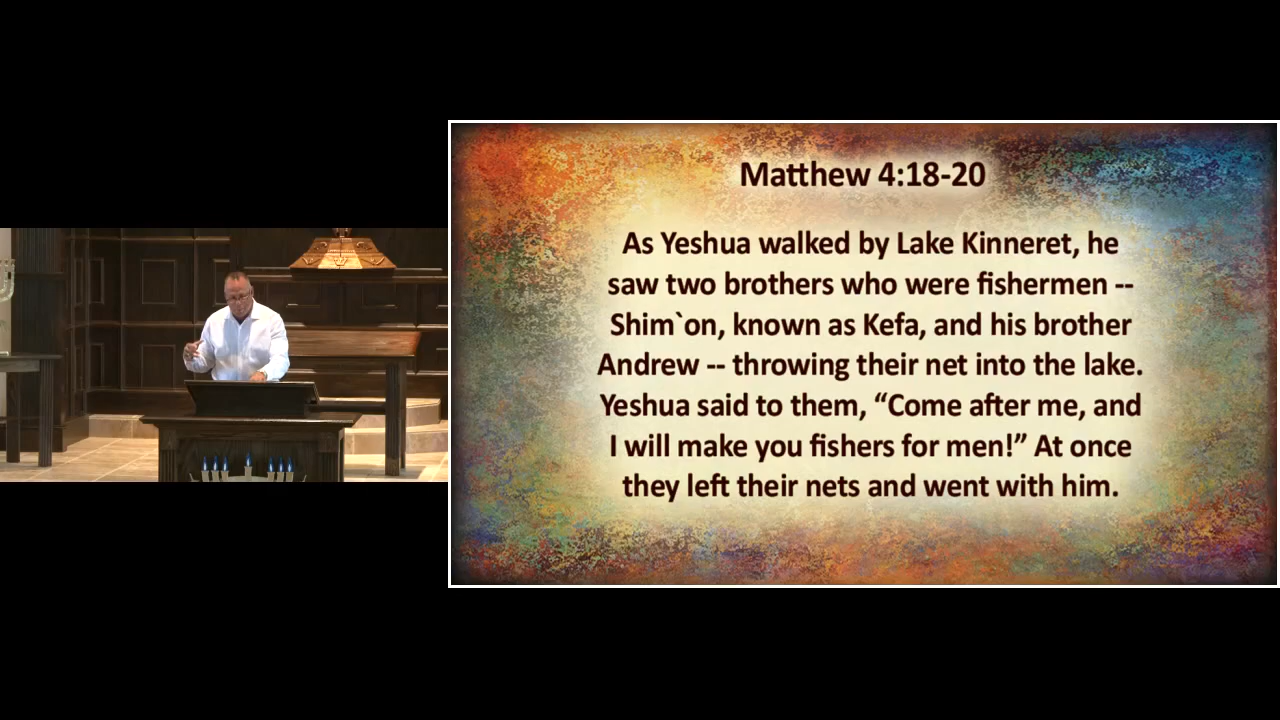 Matthew 4:18-20
As Yeshua walked by Lake Kinneret, he
saw two brothers who were fishermen --
Shim`on, known as Kefa, and his brother
Andrew -- throwing their net into the lake.
Yeshua said to them, “Come after me, and
I will make you fishers for men!” At once
they left their nets and went with him.